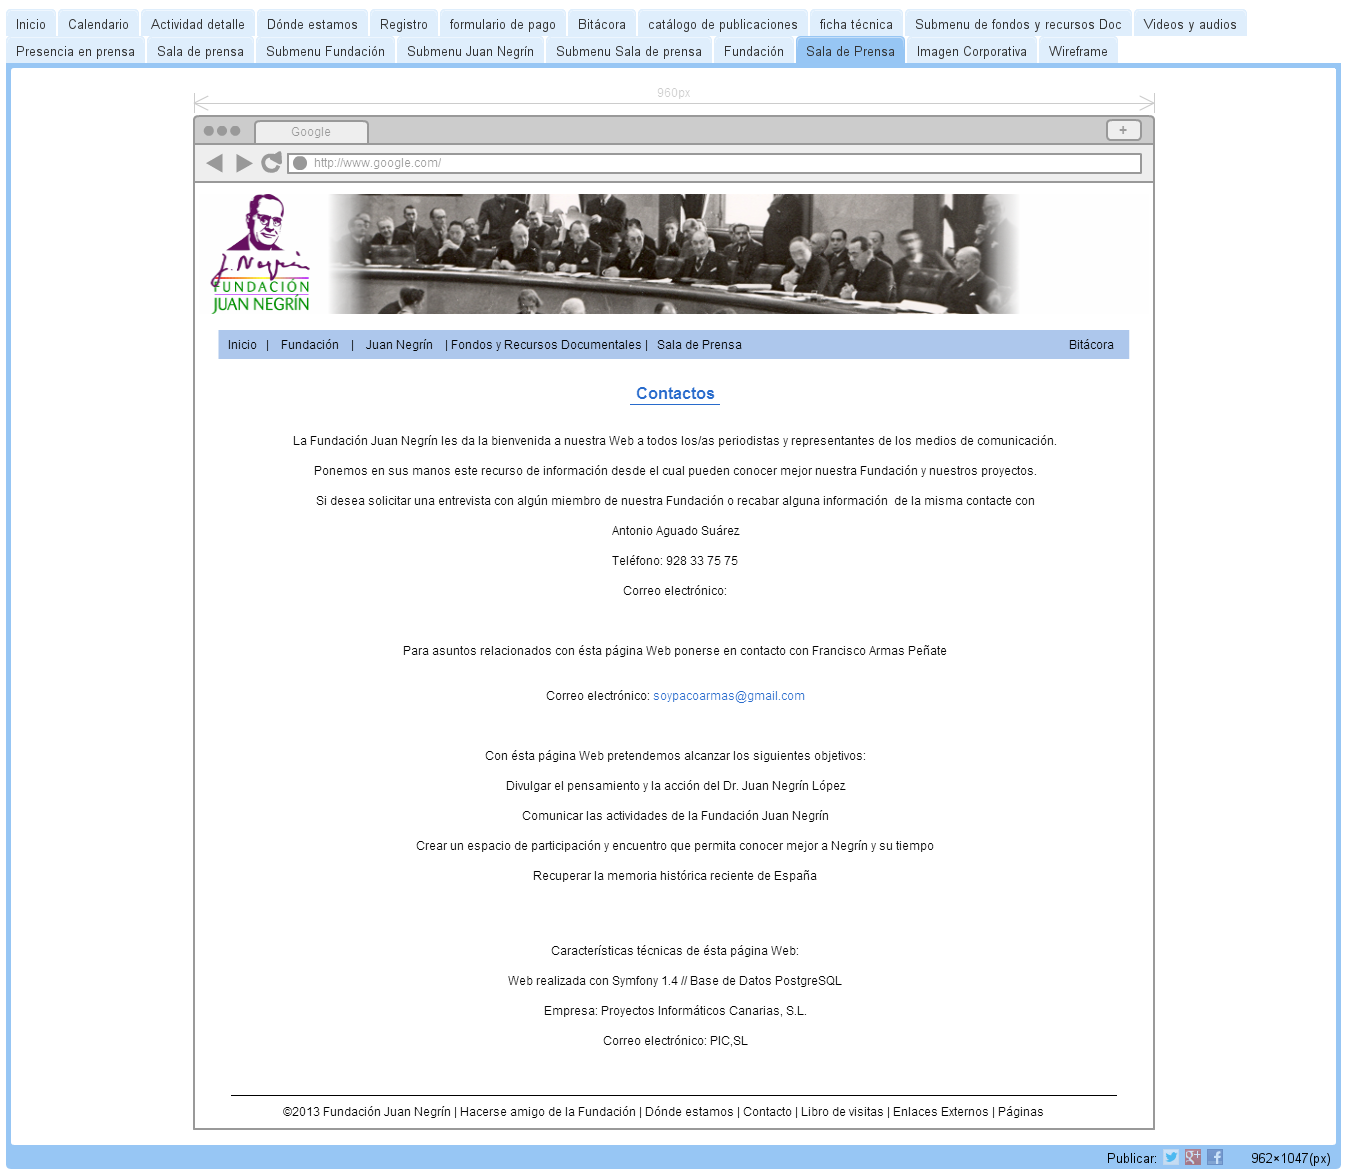 Inicio Calendario Actividad detalle Dónde estamos Registro formulario de pago Bitácora catálogo de publicaciones ficha técnica Submenu de fondos y recursos Doc Videos y audios
Presencia en prensa Sala de prensa Submenu Fundación Submenu Juan Negrín Submenu Sala de prensa Fundación Sala de Prensa Imagen Corporativa Wireframe
960px
Google
+
http://www.google.com/
J. Negrín
FUNDACIÓN
JUAN NEGRÍN
Inicio | Fundación | Juan Negrín | Fondos y Recursos Documentales | Sala de Prensa Bitácora
Contactos
La Fundación Juan Negrín les da la bienvenida a nuestra Web a todos los/as periodistas y representantes de los medios de comunicación.
Ponemos en sus manos este recurso de información desde el cual pueden conocer mejor nuestra Fundación y nuestros proyectos.
Si desea solicitar una entrevista con algún miembro de nuestra Fundación o recabar alguna información de la misma contacte con
Antonio Aguado Suárez
Teléfono: 928 33 75 75
Correo electrónico:
Para asuntos relacionados con ésta página Web ponerse en contacto con Francisco Armas Peñate
Correo electrónico: soypacoarmas@gmail.com
Con ésta página Web pretendemos alcanzar los siguientes objetivos:
Divulgar el pensamiento y la acción del Dr. Juan Negrín López
Comunicar las actividades de la Fundación Juan Negrín
Crear un espacio de participación y encuentro que permita conocer mejor a Negrín y su tiempo
Recuperar la memoria histórica reciente de España
Características técnicas de ésta página Web:
Web realizada con Symfony 1.4 // Base de Datos PostgreSQL
Empresa: Proyectos Informáticos Canarias, S.L.
Correo electrónico: PIC,SL
©2013 Fundación Juan Negrín | Hacerse amigo de la Fundación | Dónde estamos | Contacto | Libro de visitas | Enlaces Externos | Páginas
Publicar: 962×1047(px)